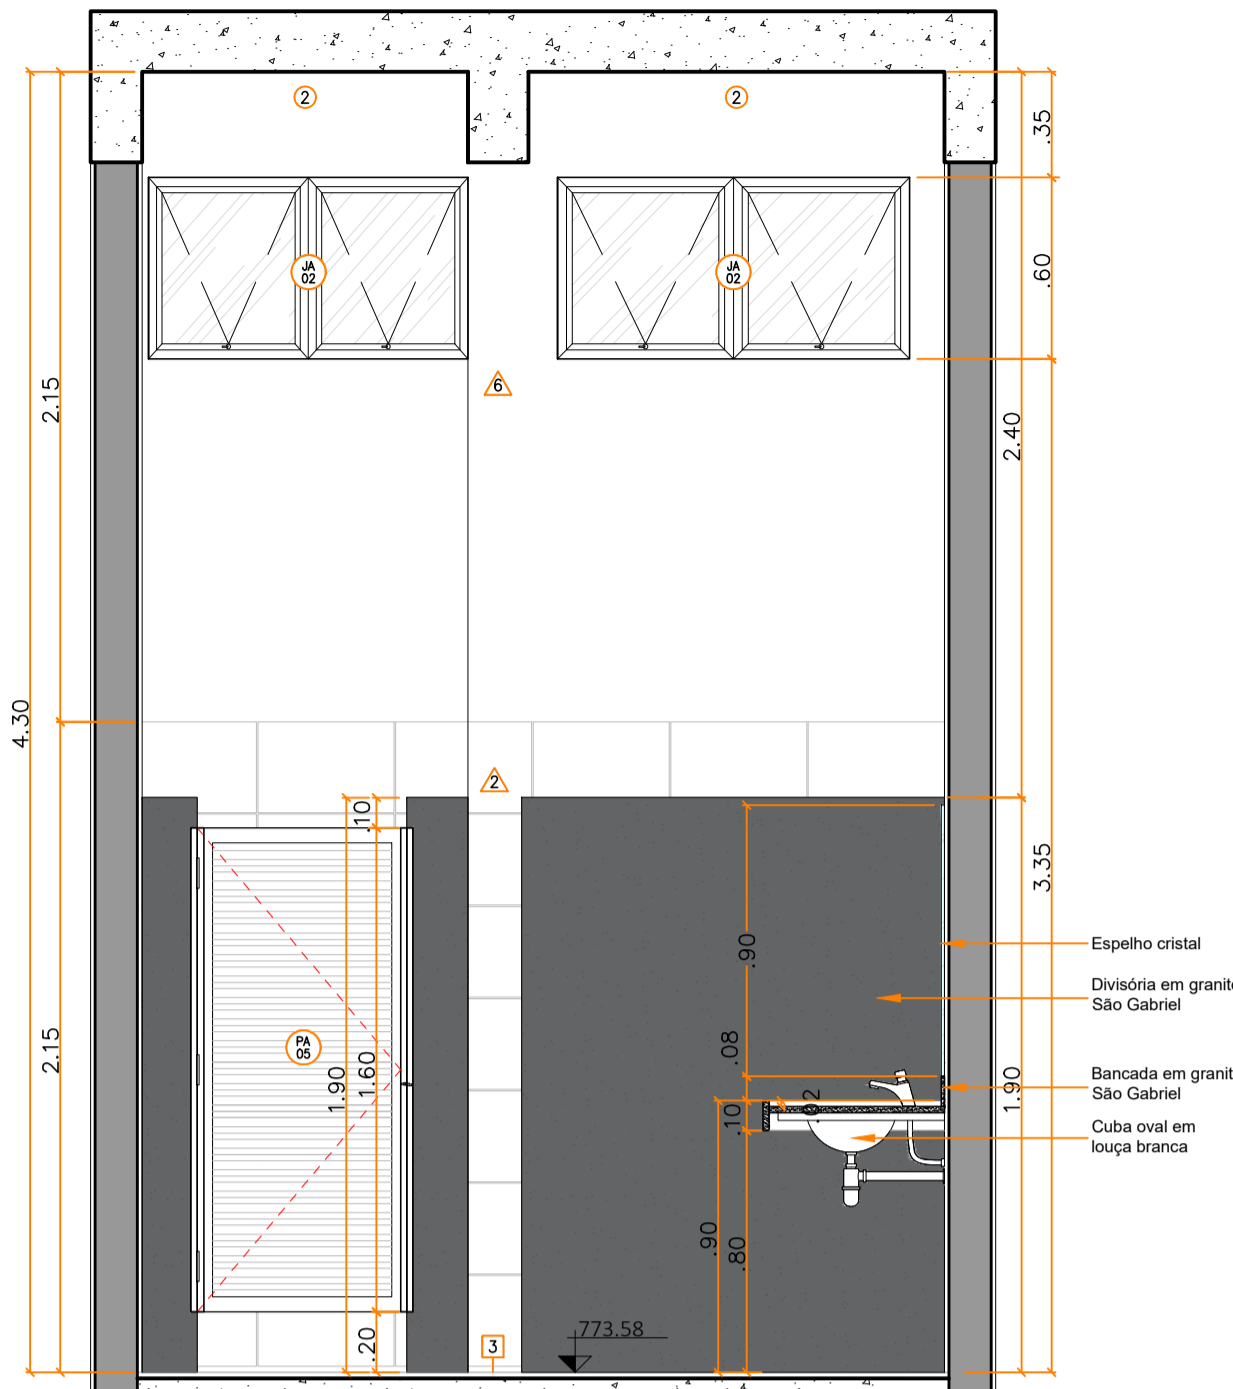 2
2
.35
JA
02
JA
02
.60
6
2.15
2.40
4.30
2
.10
3.35
.90
Espelho cristal
Divisória em granit
São Gabriel
PA
05
2.15
1.90
1.60
.08
.10
.02
1.90
Bancada em granit
São Gabriel
Cuba oval em
louça branca
.90
.80
773.58
3
.20